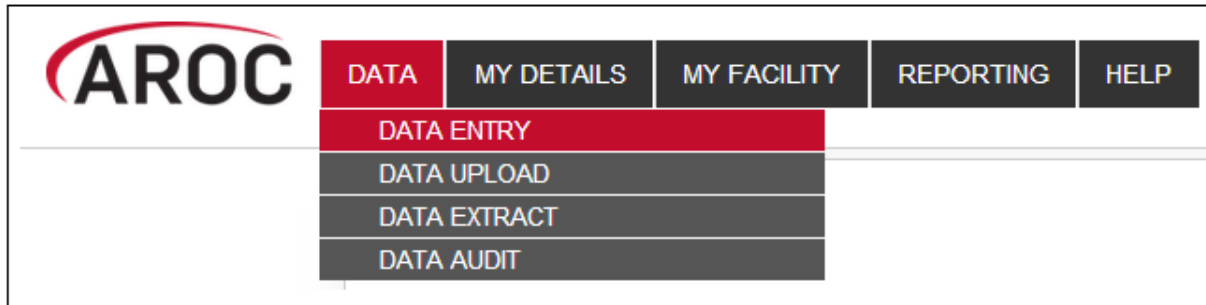 AROC DATA MY DETAILS MY FACILITY REPORTING HELP
DATA ENTRY
DATA UPLOAD
DATA EXTRACT
DATA AUDIT